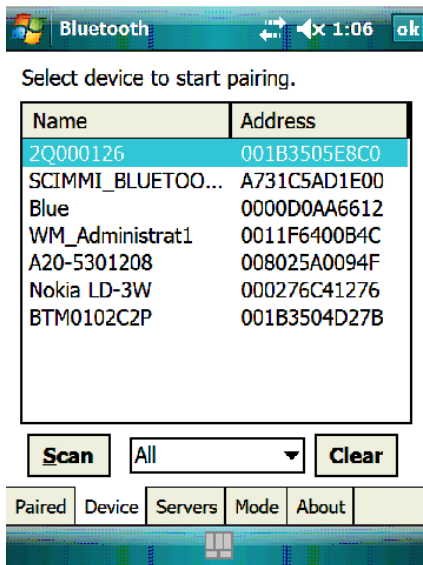 Bluetooth 1:06 ok
Select device to start pairing.
Name Address
2Q000126 001B3505E8C0
SCIMMI_BLUETOO... A731C5AD1E00
Blue 0000D0AA6612
WM_Administrat1 0011F6400B4C
A20-5301208 008025A0094F
Nokia LD-3W 000276C41276
BTM0102C2P 001B3504D27B
Scan All Clear
Paired Device Servers Mode About